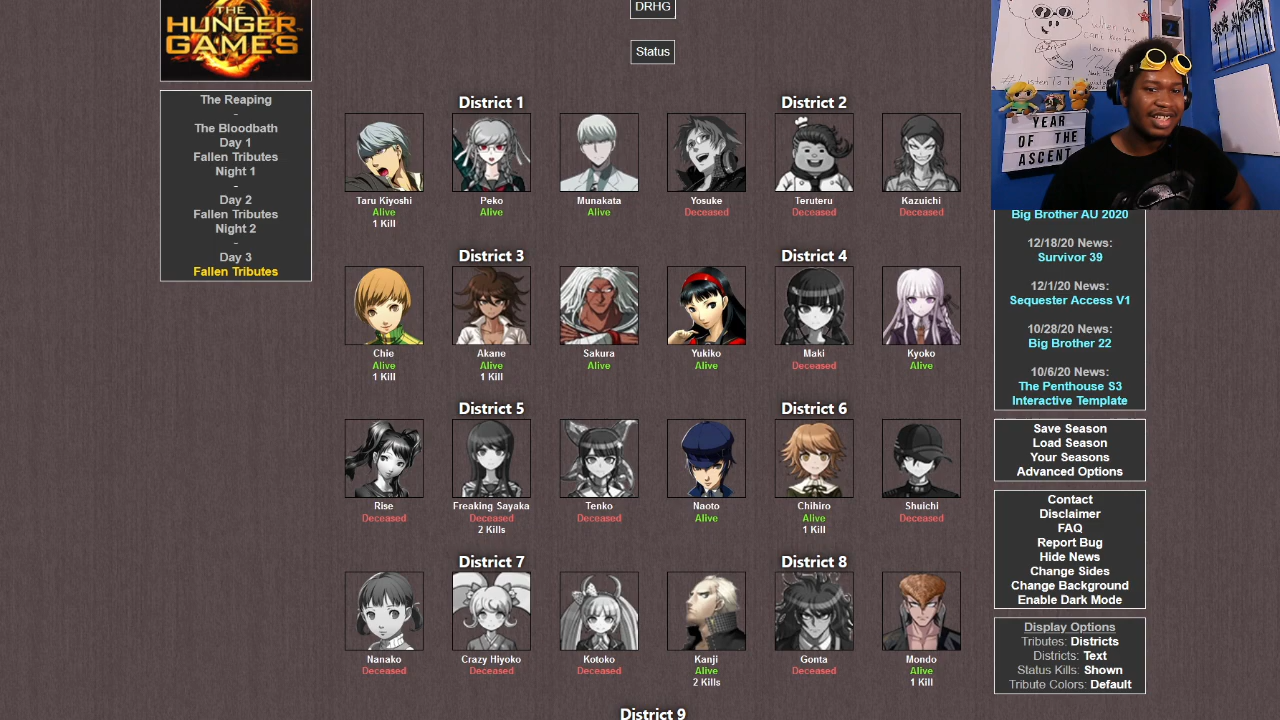 THE
HUNGER
GAMES
The Reaping
-
The Bloodbath
Day 1
Fallen Tributes
Night 1
-
Day 2
Fallen Tributes
Night 2
-
Day 3
Fallen Tributes
DRHG
Status
District 1
District 2
Taru Kiyoshi
Alive
1 Kill
Peko
Alive
Munakata
Alive
Yosuke
Deceased
Teruteru
Deceased
Kazuichi
Deceased
District 3
District 4
Chie
Alive
1 Kill
Akane
Alive
1 Kill
Sakura
Alive
Yukiko
Alive
Maki
Deceased
Kyoko
Alive
District 5
District 6
Rise
Deceased
Freaking Sayaka
Deceased
2 Kills
Tenko
Deceased
Naoto
Alive
Chihiro
Alive
1 Kill
Shuichi
Deceased
District 7
District 8
Nanako
Deceased
Crazy Hiyoko
Deceased
Kotoko
Deceased
Kanji
Alive
2 Kills
Gonta
Deceased
Mondo
Alive
1 Kill
District 9
YEAR
OF THE
ASCENT
Big Brother AU 2020
12/18/20 News:
Survivor 39
12/1/20 News:
Sequester Access V1
10/28/20 News:
Big Brother 22
10/6/20 News:
The Penthouse S3
Interactive Template
Save Season
Load Season
Your Seasons
Advanced Options
Contact
Disclaimer
FAQ
Report Bug
Hide News
Change Sides
Change Background
Enable Dark Mode
Display Options
Tributes: Districts
Districts: Text
Status Kills: Shown
Tribute Colors: Default